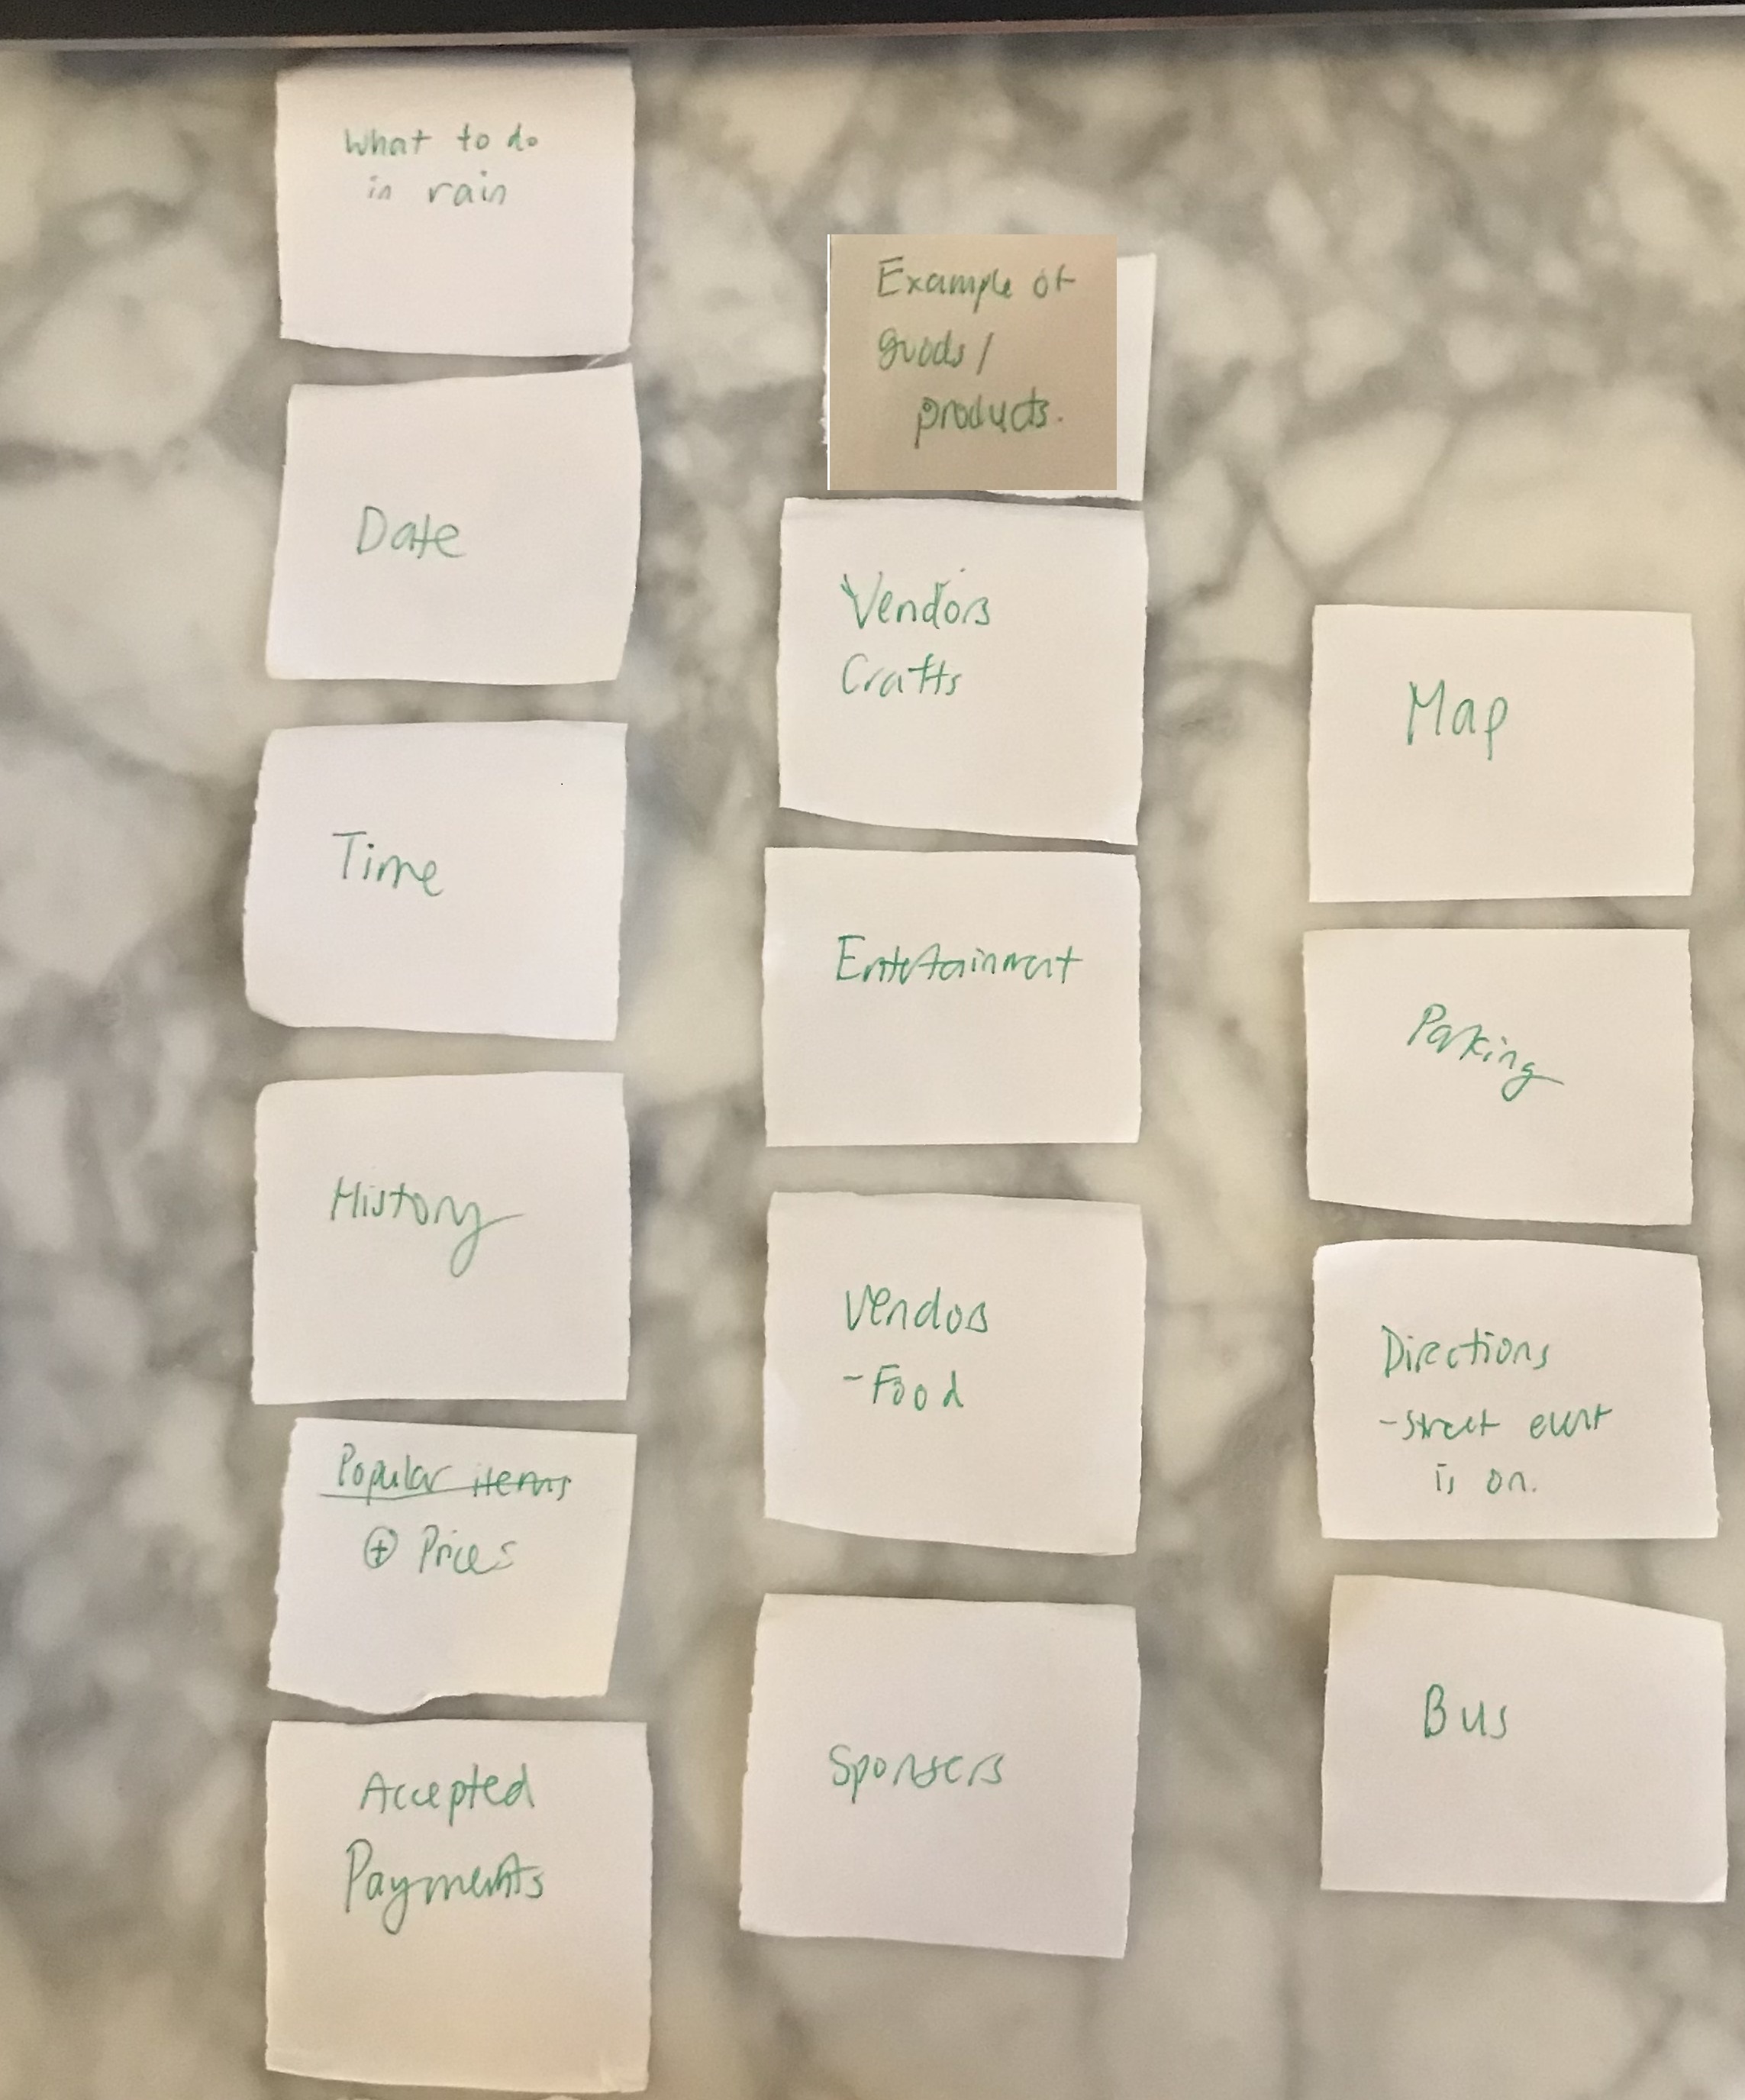 What to do
in rain
Date
Time
History
Popular items
⊕ Prices
Accepted
Payments
Example of
goods/
products.
Vendors
Crafts
Entertainment
Vendors
-Food
Sponsers
Map
Parking
Directions
-Street event
is on.
Bus